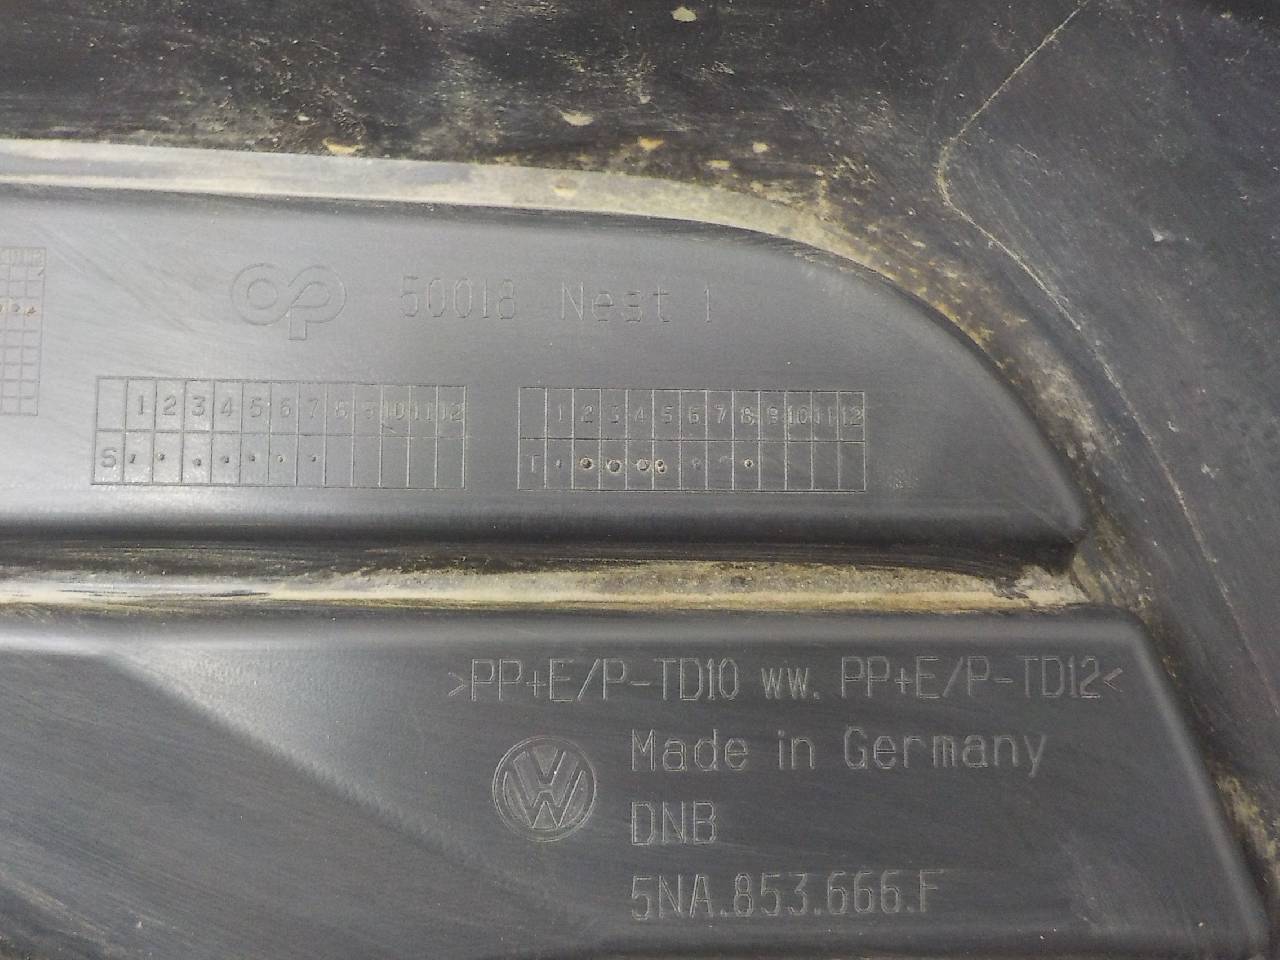 OP 50018 Nest 1
1 2 3 4 5 6 7 8 9 10 11 12
S
1 2 3 4 5 6 7 8 9 10 11 12
T
>PP+E/P-TD10 ww. PP+E/P-TD12<
Made in Germany
VW
DNB
5NA.853.666.F